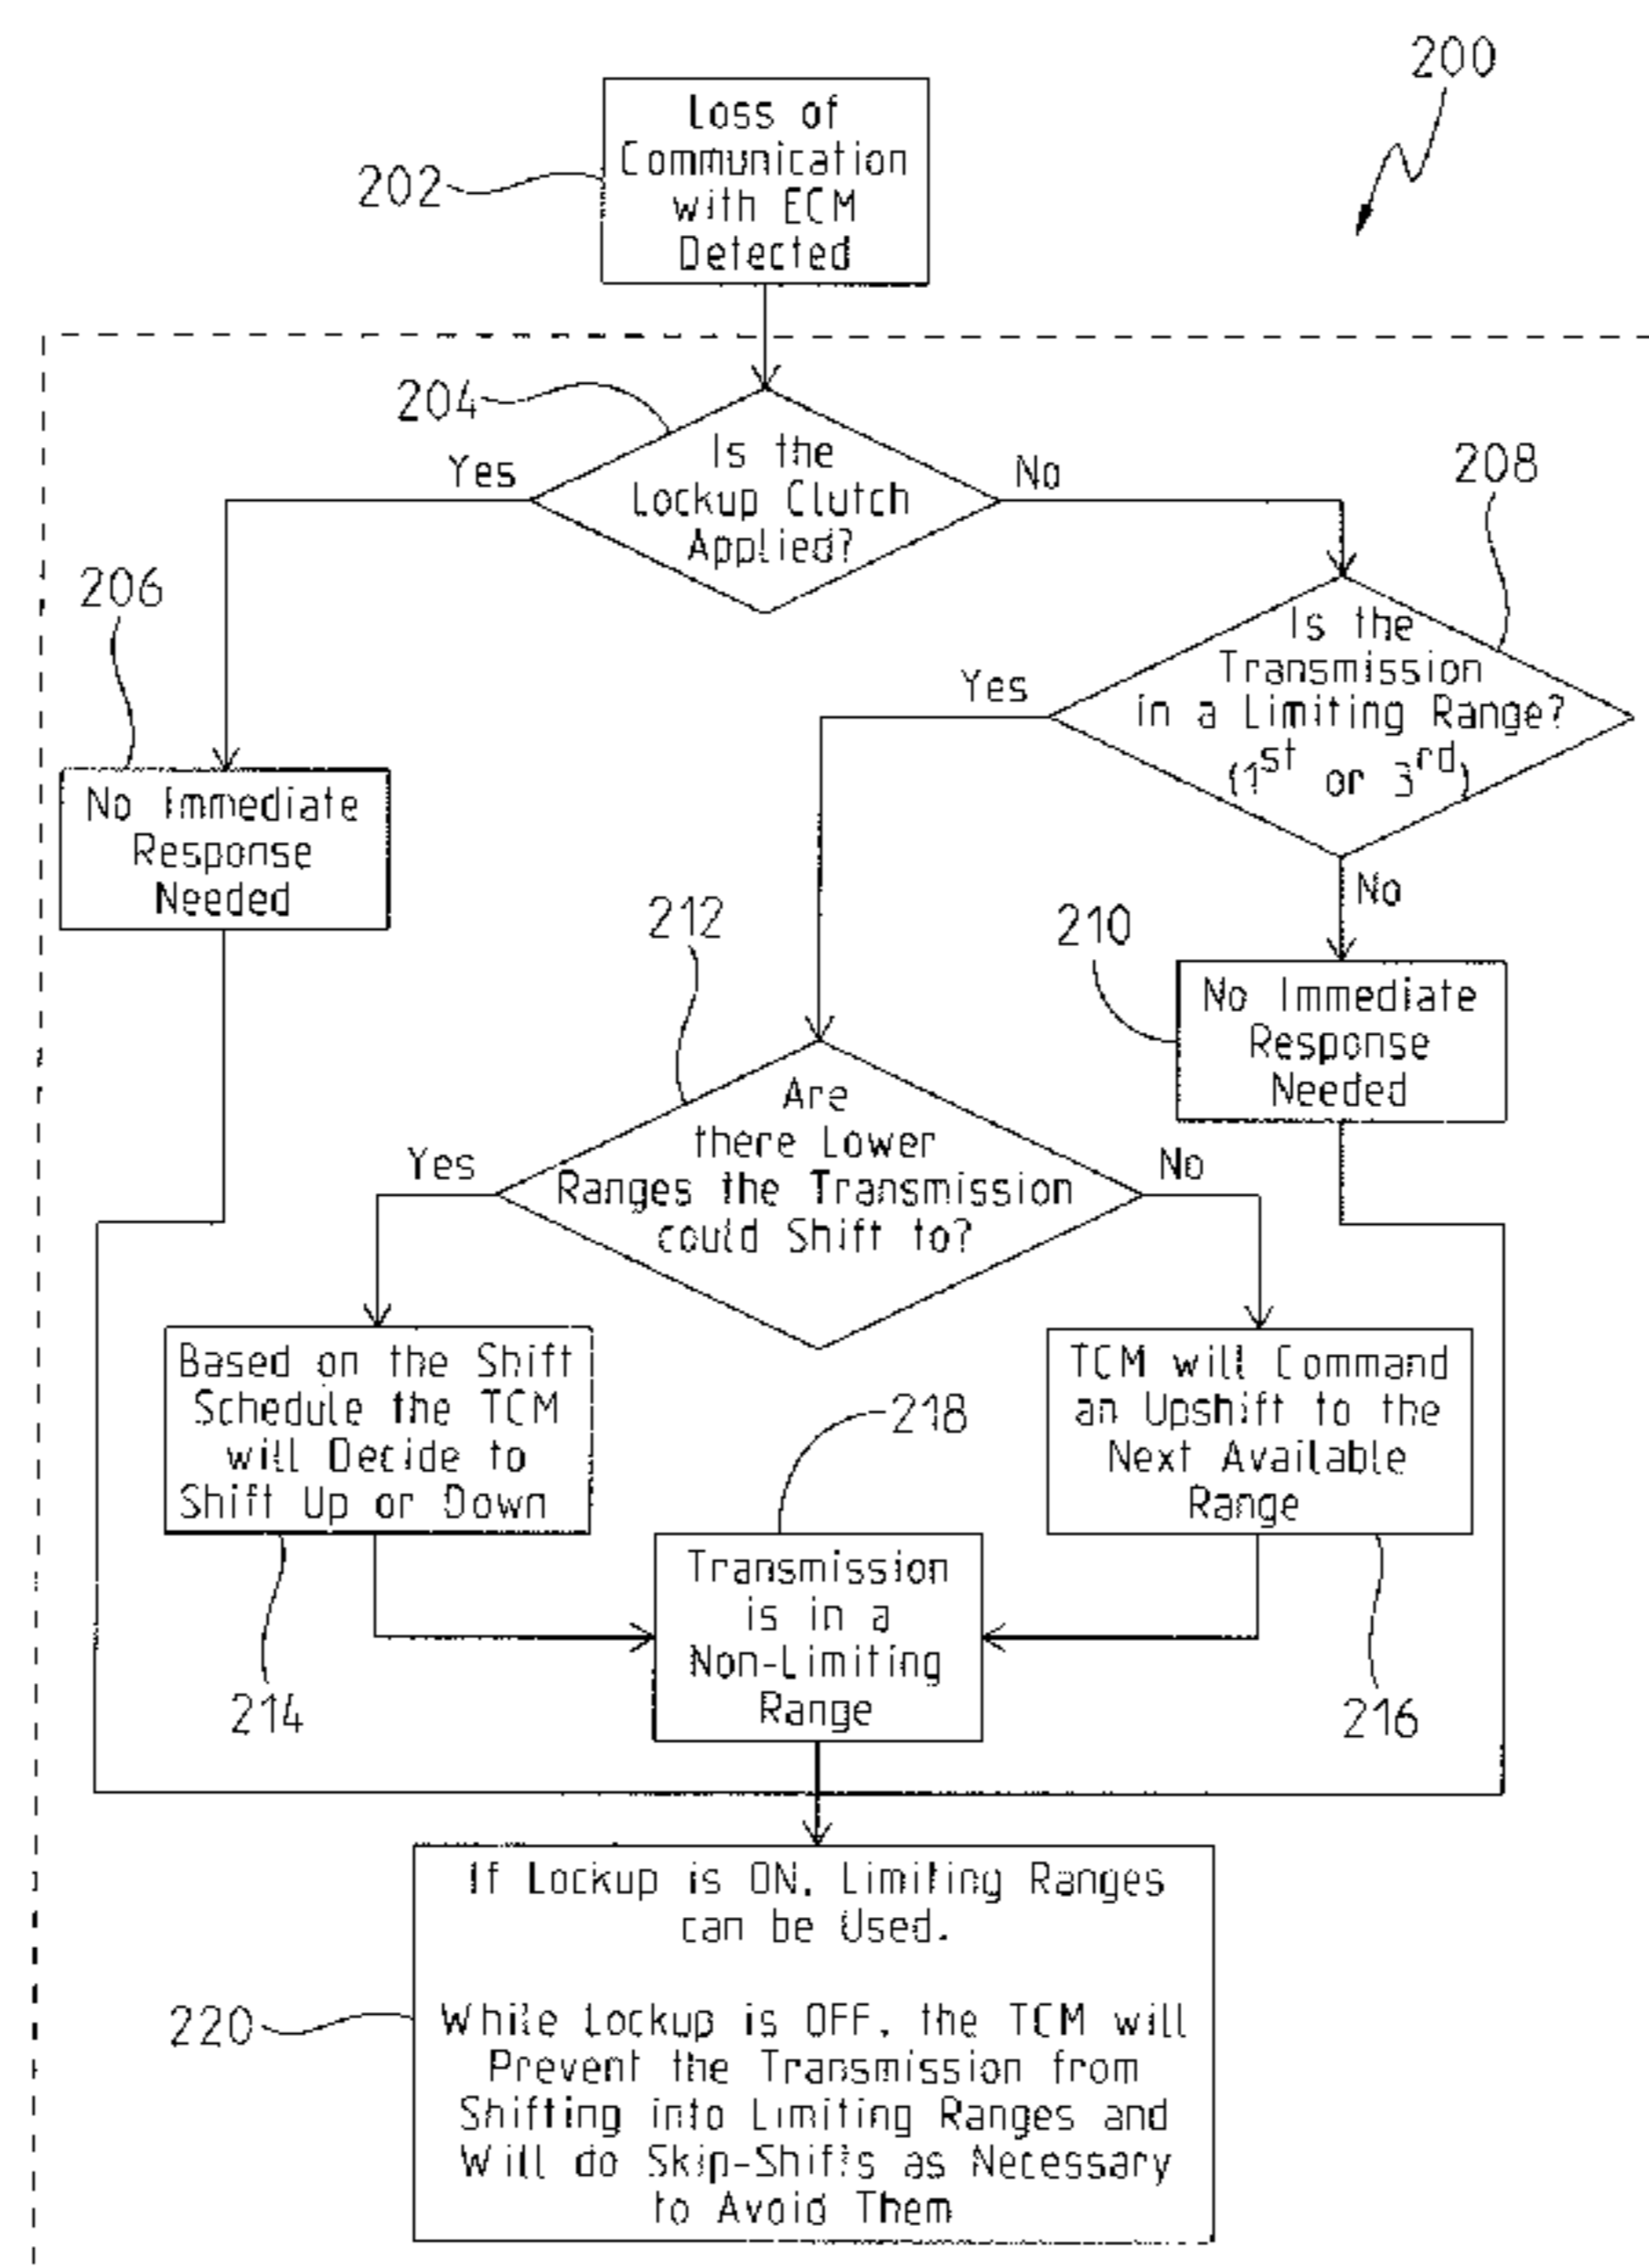 200
Loss of
Communication
with ECM
Detected
202
204
Is the
Lockup Clutch
Applied?
Yes
No
208
206
Is the
Transmission
in a Limiting Range?
(1st or 3rd)
Yes
No
No Immediate
Response
Needed
212
210
No Immediate
Response
Needed
Are
there Lower
Ranges the Transmission
could Shift to?
Yes
No
Based on the Shift
Schedule the TCM
will Decide to
Shift Up or Down
218
TCM will Command
an Upshift to the
Next Available
Range
Transmission
is in a
Non-Limiting
Range
214
216
If Lockup is ON, Limiting Ranges
can be Used.
220
While Lockup is OFF, the TCM will
Prevent the Transmission from
Shifting into Limiting Ranges and
Will do Skip-Shifts as Necessary
to Avoid Them